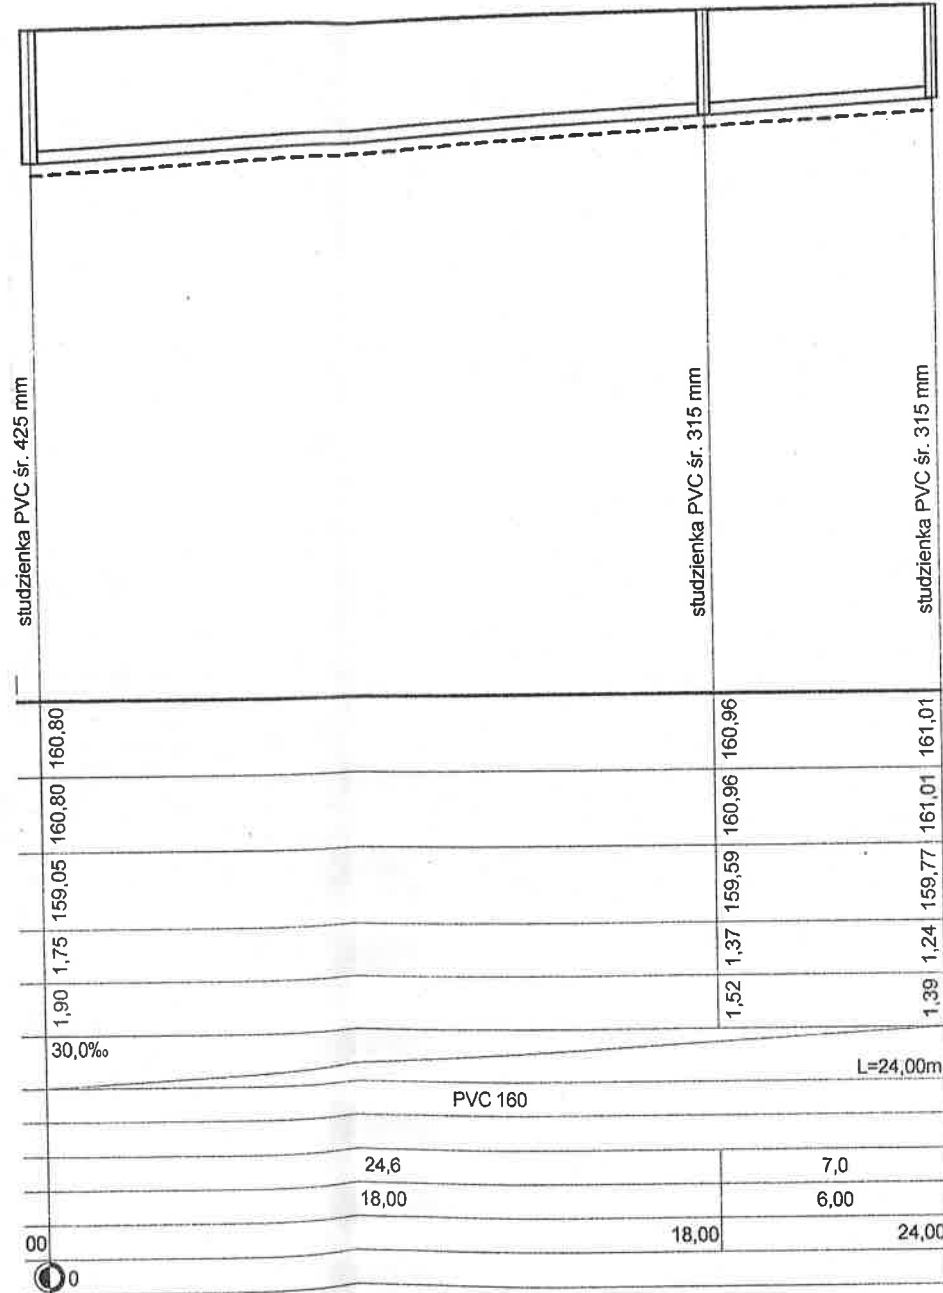 studzienka PVC śr. 425 mm
studzienka PVC śr. 315 mm
studzienka PVC śr. 315 mm
160,80 160,96 161,01
160,80 160,96 161,01
159,05 159,59 159,77
1,75 1,37 1,24
1,90 1,52 1,39
30,0‰
L=24,00m
PVC 160
24,6 7,0
18,00 6,00
00 18,00 24,00
0